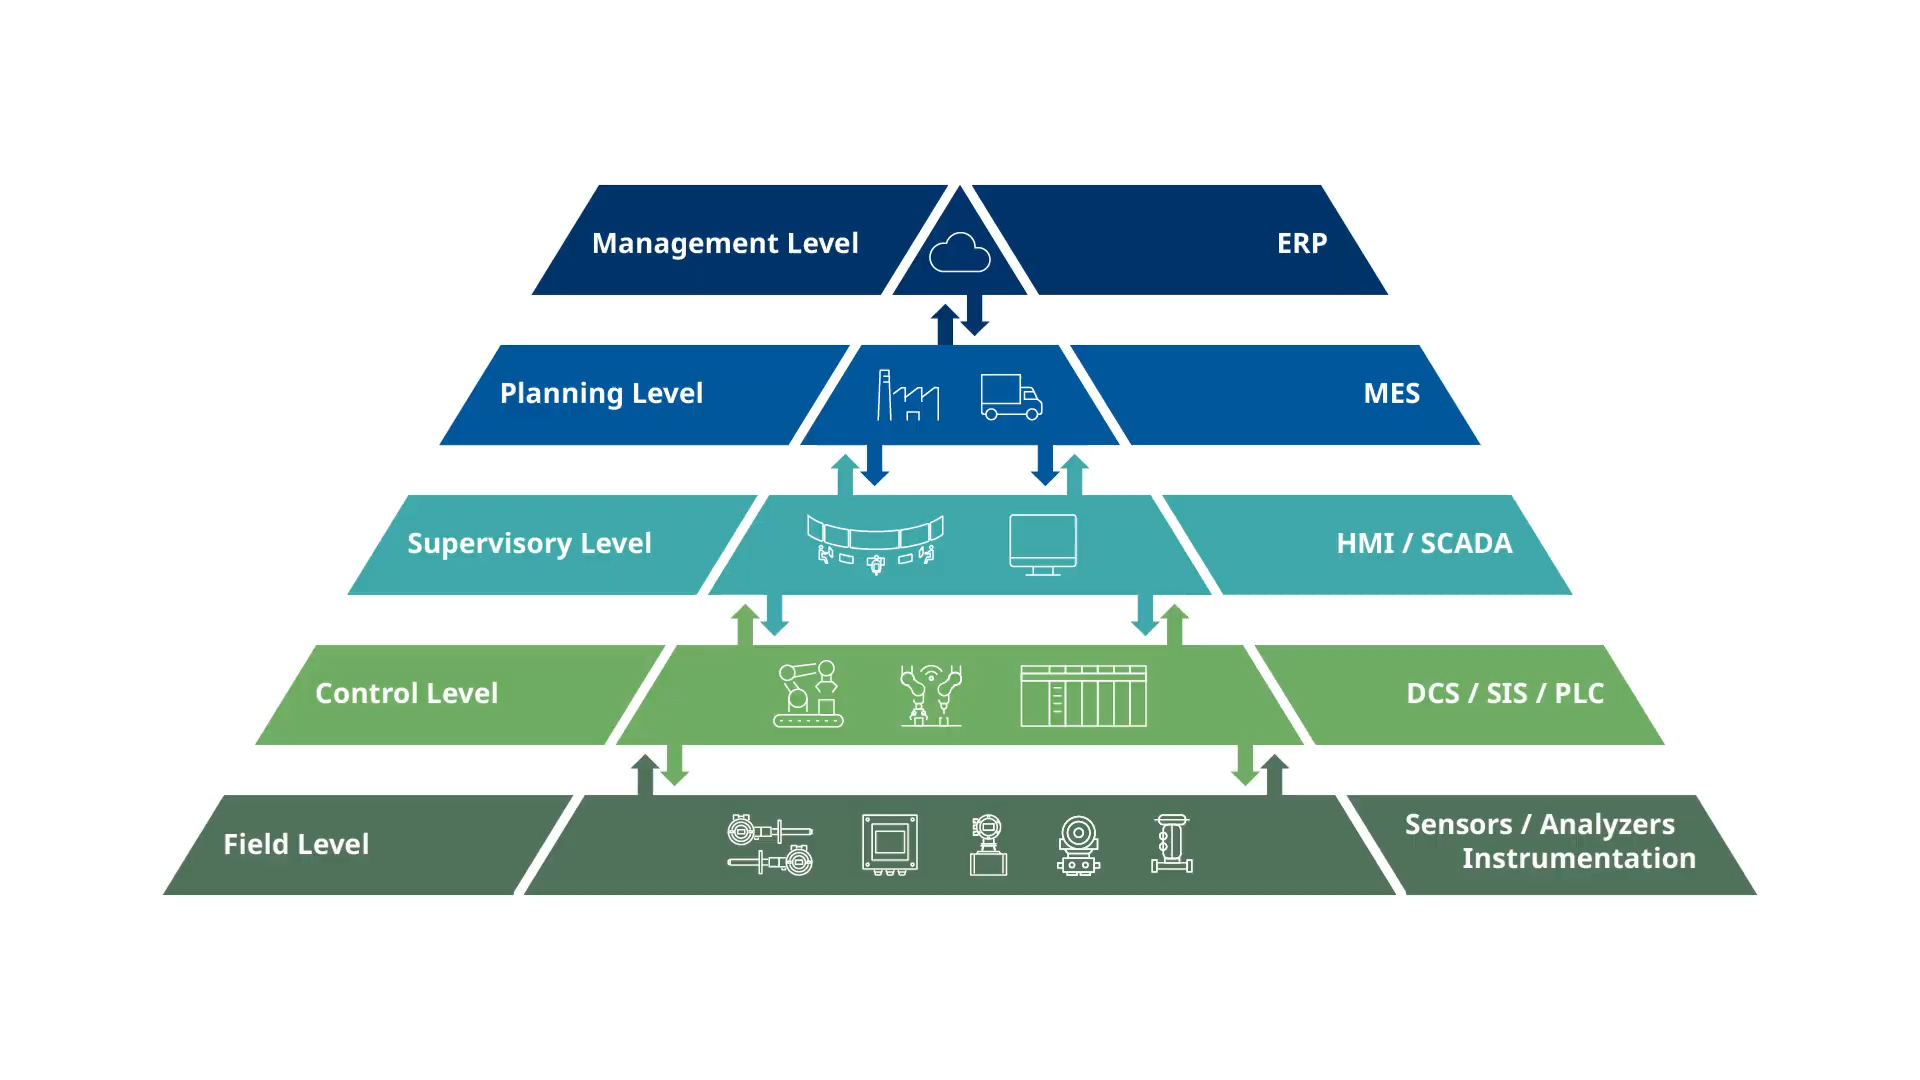 Management Level
ERP
Planning Level
MES
Supervisory Level
HMI / SCADA
Control Level
DCS / SIS / PLC
Field Level
Sensors / Analyzers
Instrumentation